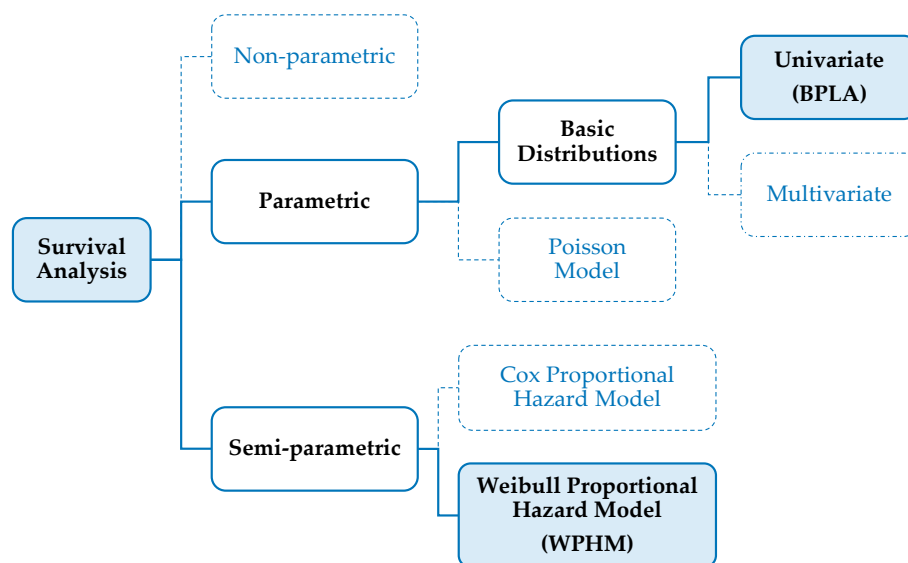 Non-parametric
Univariate
(BPLA)
Basic
Distributions
Parametric
Multivariate
Survival
Analysis
Poisson
Model
Cox Proportional
Hazard Model
Semi-parametric
Weibull Proportional
Hazard Model
(WPHM)